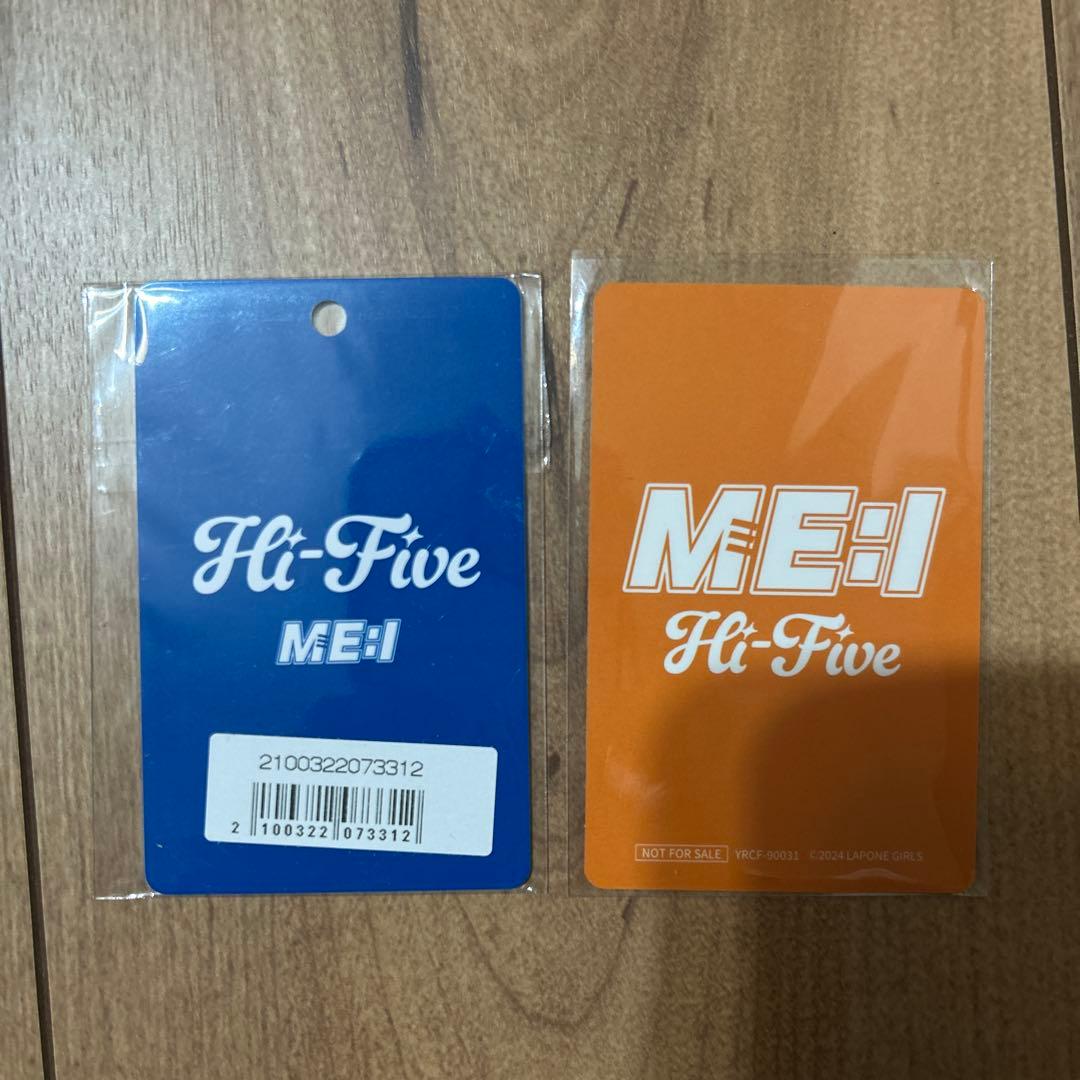 Hi-Five
ME:I
2100322073312
2 100322 073312
ME:I
Hi-Five
NOT FOR SALE YRCF-90031 ©2024 LAPONE GIRLS